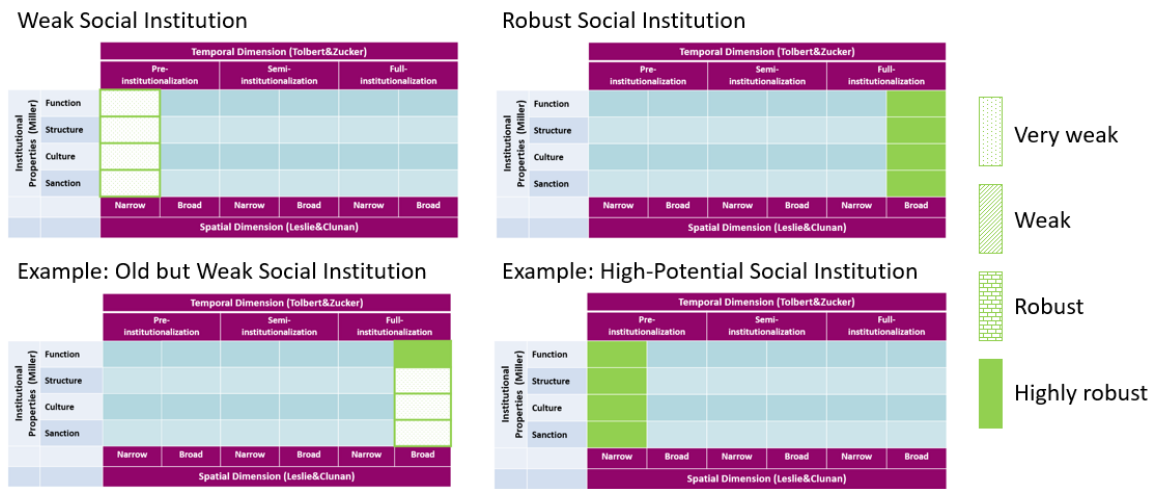 Weak Social Institution
Temporal Dimension (Tolbert&Zucker)
Pre-
institutionalization
Semi-
institutionalization
Full-
institutionalization
Institutional
Properties (Miller)
Function
Structure
Culture
Sanction
Narrow Broad Narrow Broad Narrow Broad
Spatial Dimension (Leslie&Clunan)
Robust Social Institution
Temporal Dimension (Tolbert&Zucker)
Pre-
institutionalization
Semi-
institutionalization
Full-
institutionalization
Institutional
Properties (Miller)
Function
Structure
Culture
Sanction
Narrow Broad Narrow Broad Narrow Broad
Spatial Dimension (Leslie&Clunan)
Example: Old but Weak Social Institution
Temporal Dimension (Tolbert&Zucker)
Pre-
institutionalization
Semi-
institutionalization
Full-
institutionalization
Institutional
Properties (Miller)
Function
Structure
Culture
Sanction
Narrow Broad Narrow Broad Narrow Broad
Spatial Dimension (Leslie&Clunan)
Example: High-Potential Social Institution
Temporal Dimension (Tolbert&Zucker)
Pre-
institutionalization
Semi-
institutionalization
Full-
institutionalization
Institutional
Properties (Miller)
Function
Structure
Culture
Sanction
Narrow Broad Narrow Broad Narrow Broad
Spatial Dimension (Leslie&Clunan)
Very weak
Weak
Robust
Highly robust